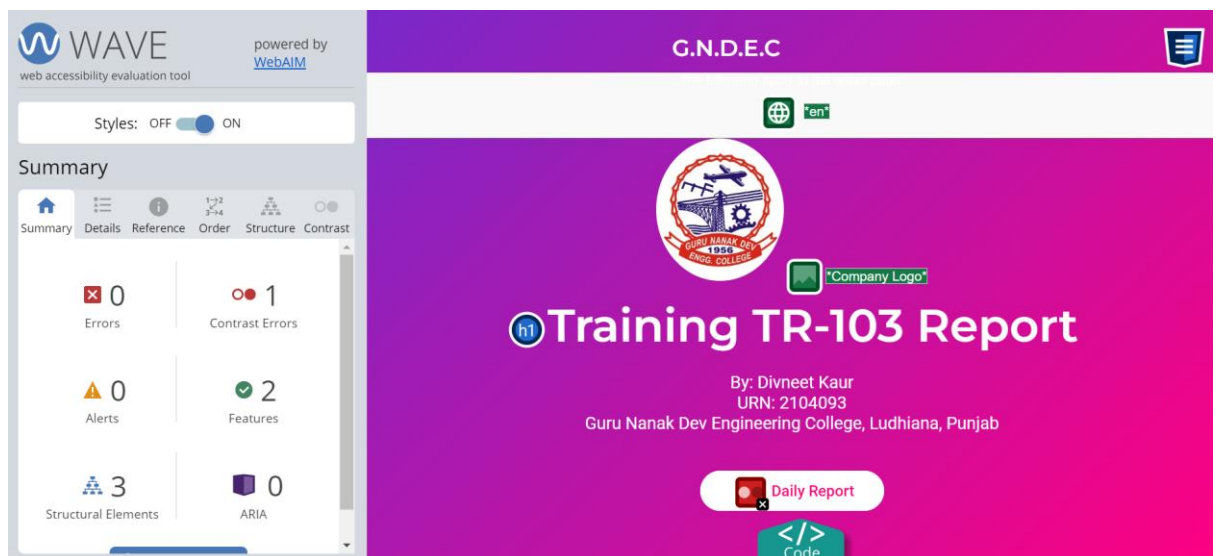 WAVE
web accessibility evaluation tool
powered by
WebAIM
Styles: OFF ON
Summary
Summary Details Reference Order Structure Contrast
0
Errors
1
Contrast Errors
0
Alerts
2
Features
3
Structural Elements
0
ARIA
G.N.D.E.C
*en*
GURU NANAK DEV
1956
ENGG. COLLEGE
*Company Logo*
h1
Training TR-103 Report
By: Divneet Kaur
URN: 2104093
Guru Nanak Dev Engineering College, Ludhiana, Punjab
Daily Report
</>
Code